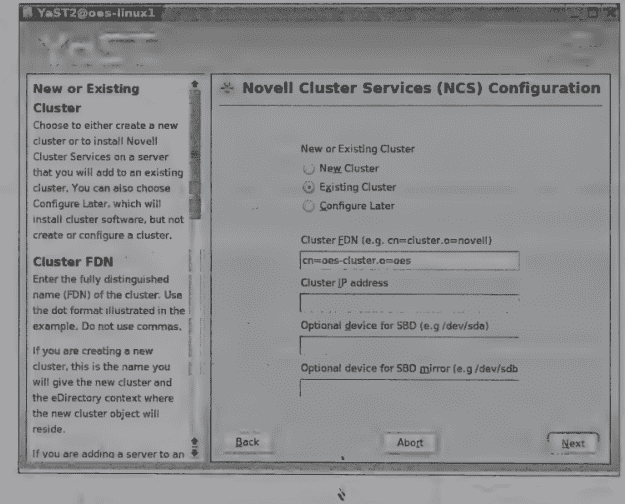 YaST2@oes-linux1
YaST
New or Existing
Cluster
Choose to either create a new
cluster or to install Novell
Cluster Services on a server
that you will add to an existing
cluster. You can also choose
Configure Later, which will
install cluster software, but not
create or configure a cluster.
Cluster FDN
Enter the fully distinguished
name (FDN) of the cluster. Use
the dot format illustrated in the
example. Do not use commas.
If you are creating a new
cluster, this is the name you
will give the new cluster and
the eDirectory context where
the new cluster object will
reside.
If you are adding a server to an
Novell Cluster Services (NCS) Configuration
New or Existing Cluster
New Cluster
Existing Cluster
Configure Later
Cluster FDN (e.g. cn=cluster.o=novell)
cn=oes-cluster.o=oes
Cluster IP address
Optional device for SBD (e.g /dev/sda)
Optional device for SBD mirror (e.g /dev/sdb
Back
Abort
Next